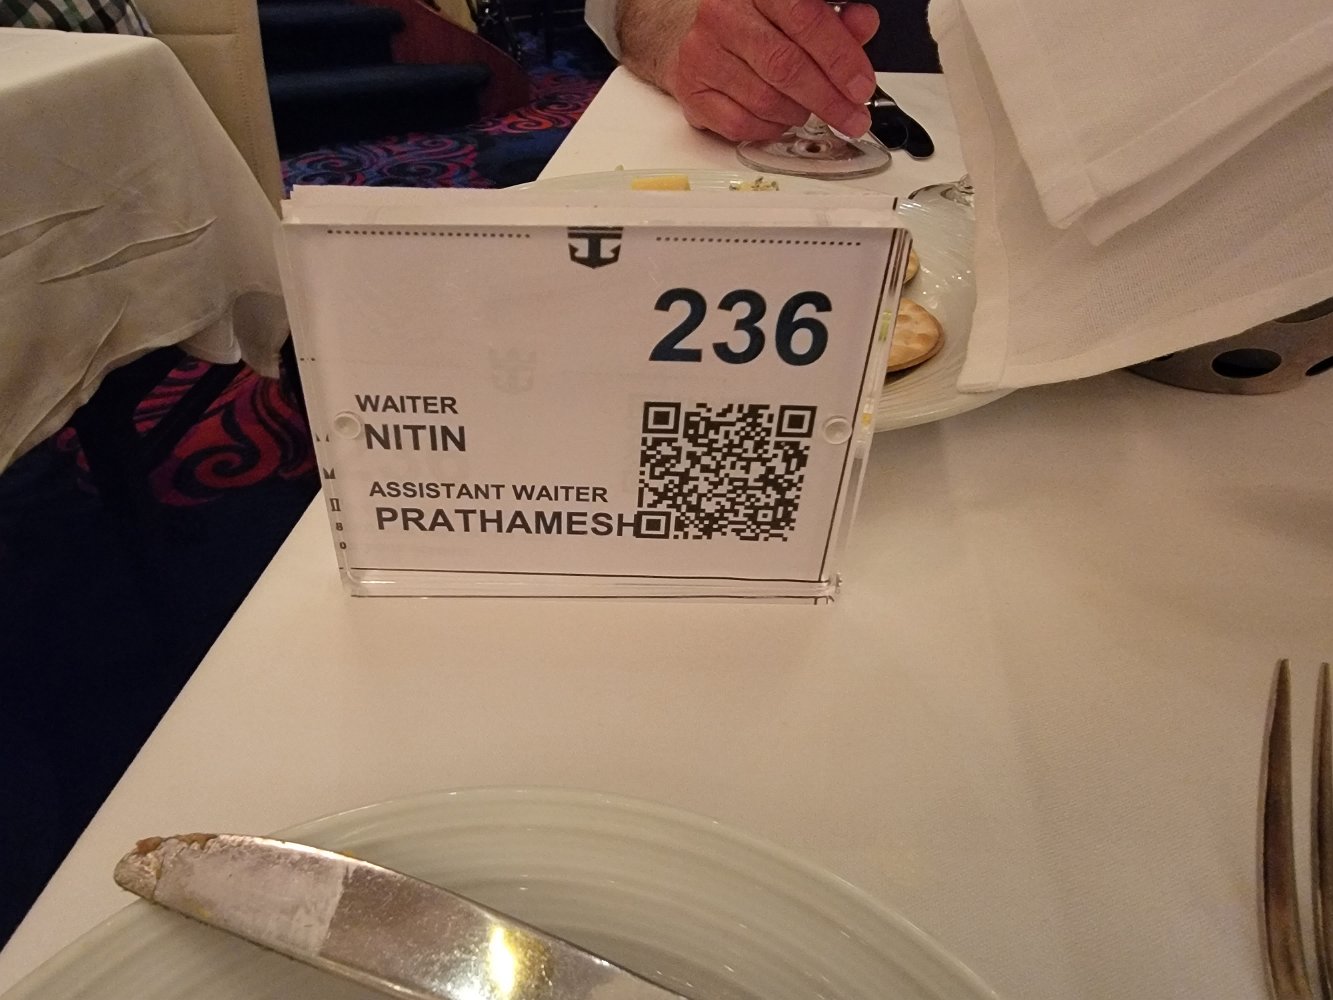 236
WAITER
NITIN
ASSISTANT WAITER
PRATHAMESH